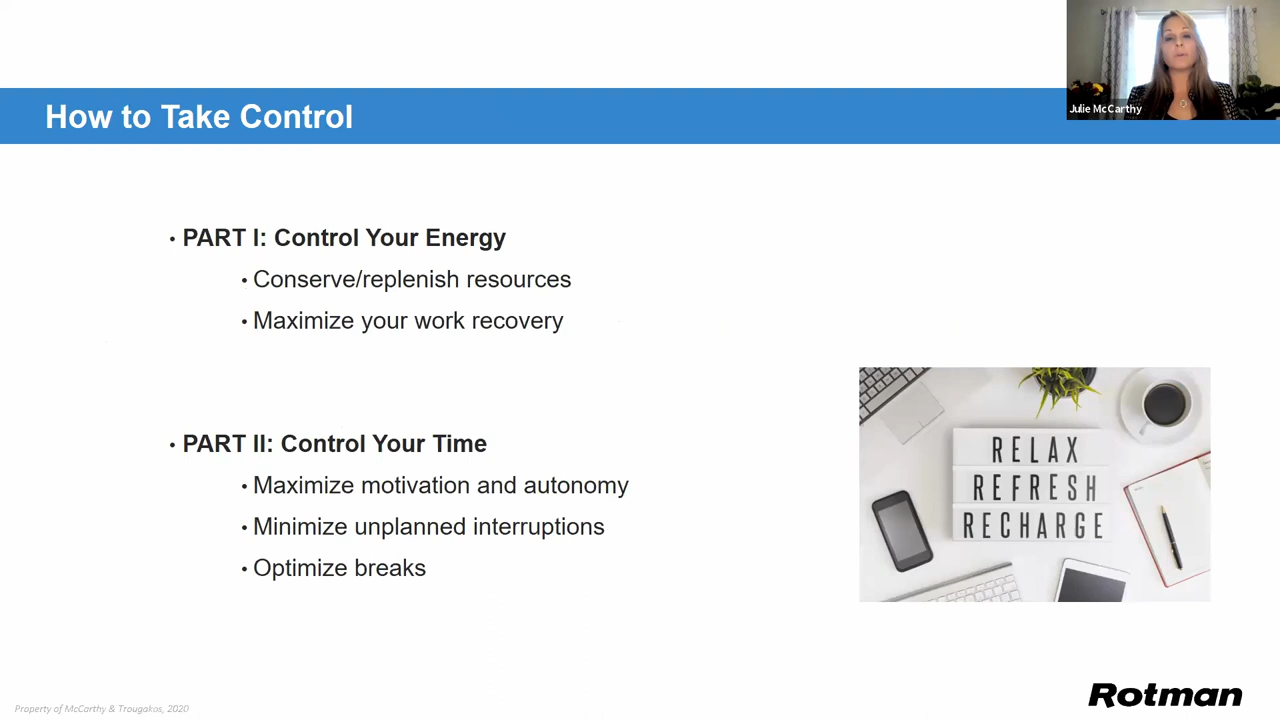 How to Take Control
Julie McCarthy
• PART I: Control Your Energy
• Conserve/replenish resources
• Maximize your work recovery
• PART II: Control Your Time
• Maximize motivation and autonomy
• Minimize unplanned interruptions
• Optimize breaks
RELAX
REFRESH
RECHARGE
Property of McCarthy & Trougakos, 2020
Rotman